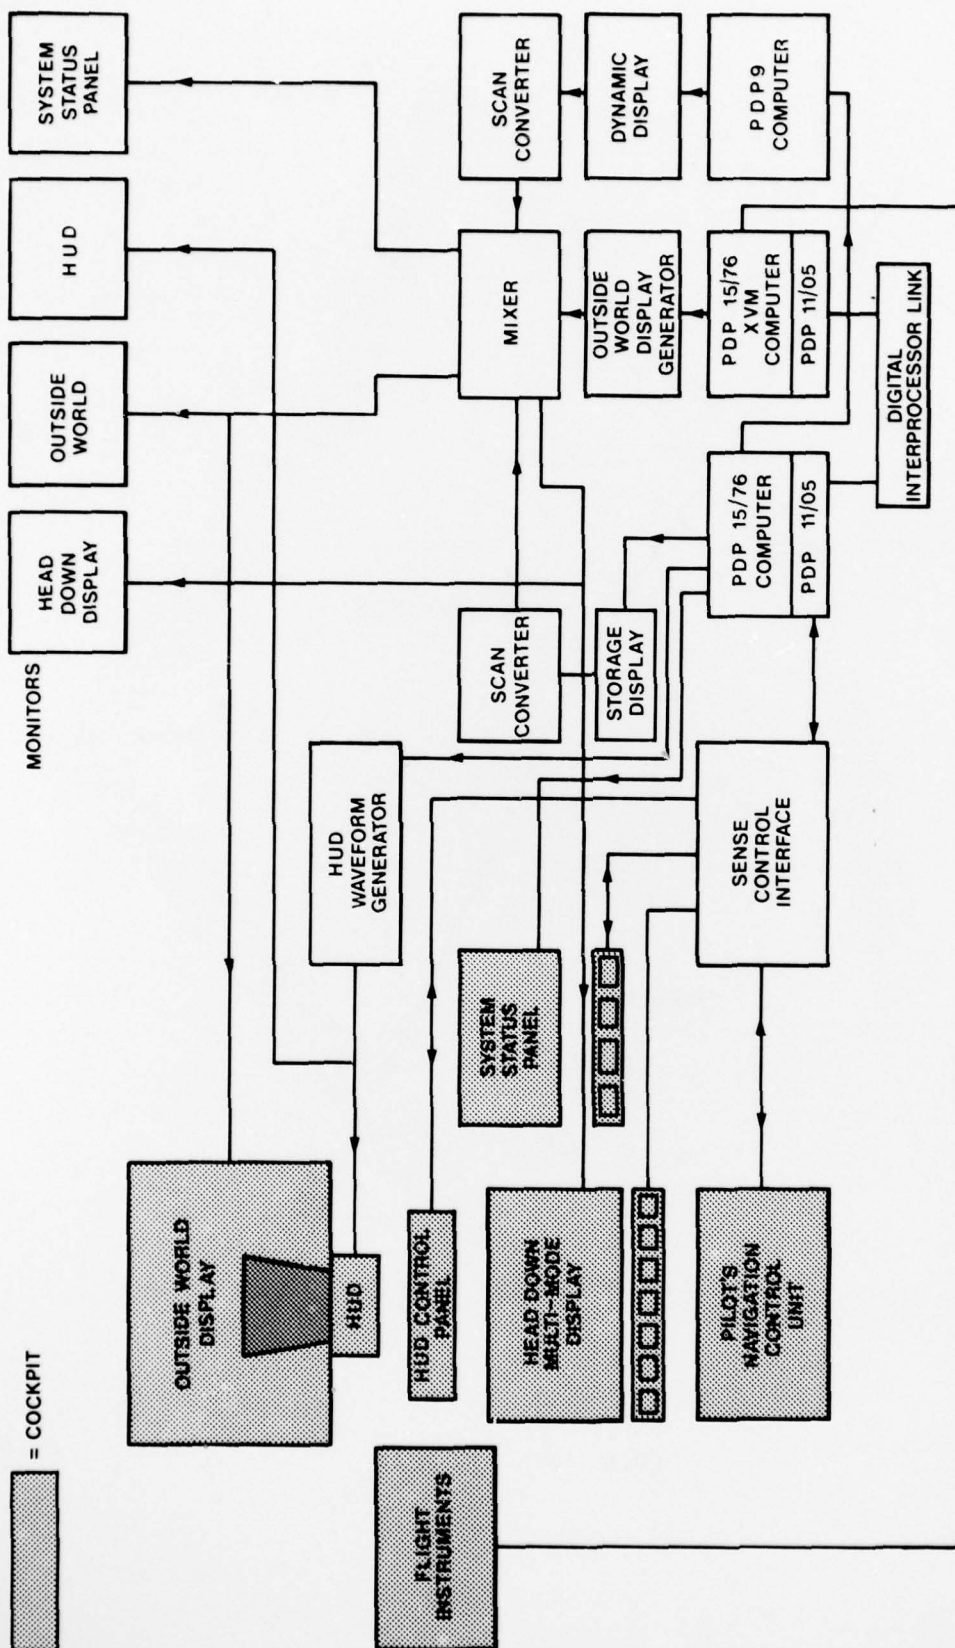 = COCKPIT
MONITORS
HEAD
DOWN
DISPLAY
OUTSIDE
WORLD
HUD
SYSTEM
STATUS
PANEL
OUTSIDE WORLD
DISPLAY
HUD
HUD
WAVEFORM
GENERATOR
FLIGHT
INSTRUMENTS
HUD CONTROL
PANEL
SYSTEM
STATUS
PANEL
SCAN
CONVERTER
MIXER
SCAN
CONVERTER
HEAD DOWN
MULTI-MODE
DISPLAY
STORAGE
DISPLAY
OUTSIDE
WORLD
DISPLAY
GENERATOR
DYNAMIC
DISPLAY
PILOT'S
NAVIGATION
CONTROL
UNIT
SENSE
CONTROL
INTERFACE
PDP 15/76
COMPUTER
PDP 11/05
PDP 15/76
XVM
COMPUTER
PDP 11/05
PDP9
COMPUTER
DIGITAL
INTERPROCESSOR LINK